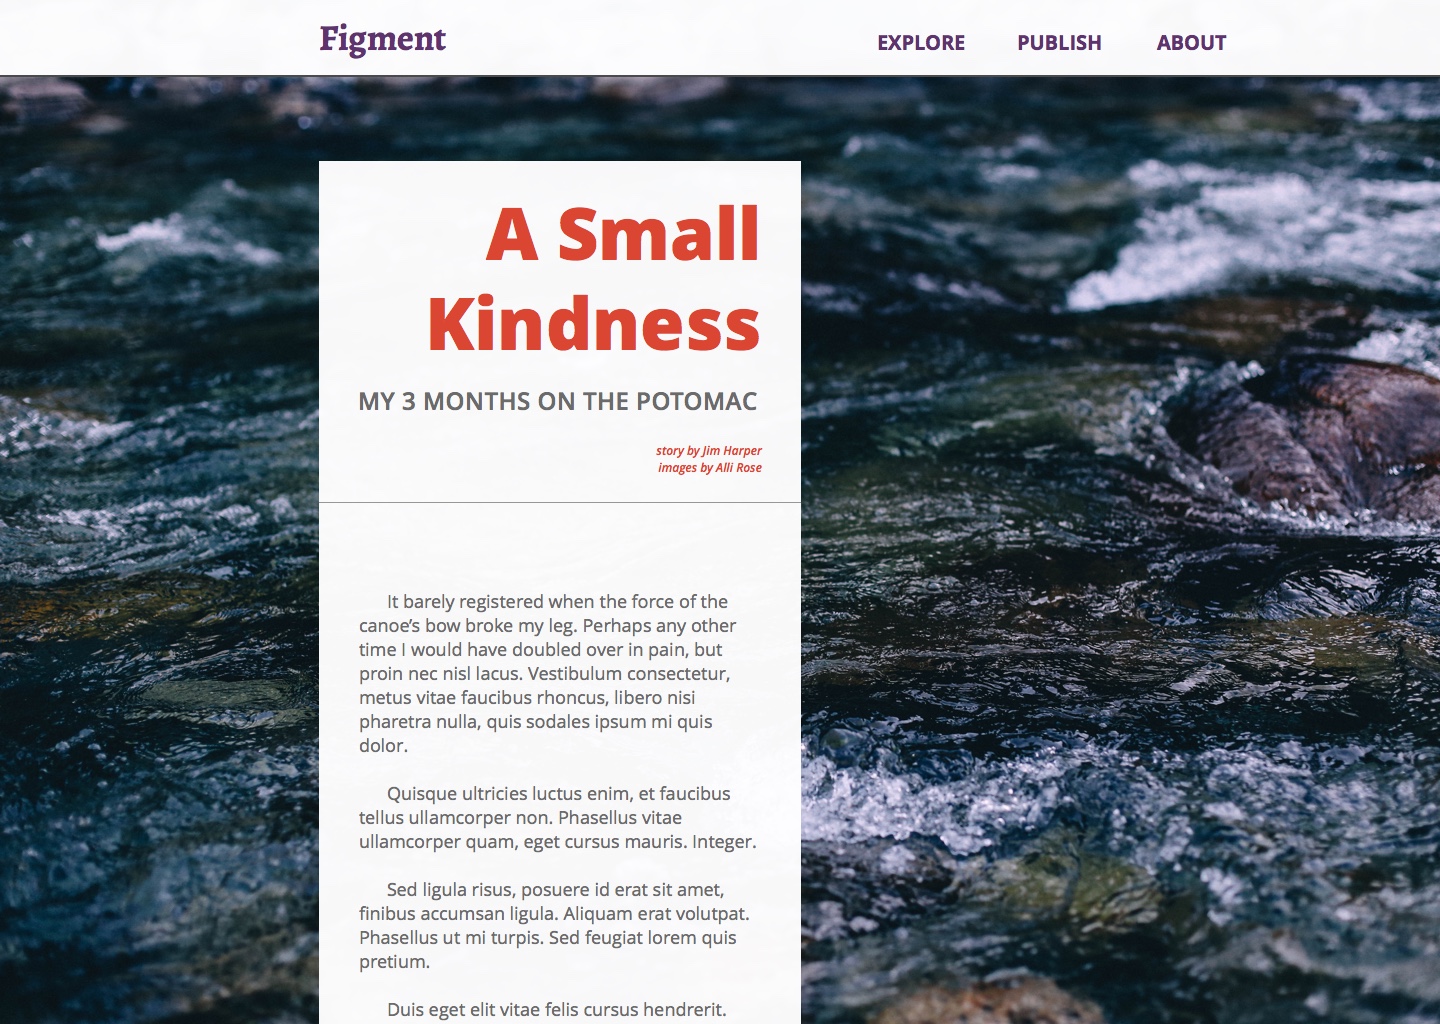 Figment
EXPLORE PUBLISH ABOUT
A Small
Kindness
MY 3 MONTHS ON THE POTOMAC
story by Jim Harper
images by Alli Rose
It barely registered when the force of the
canoe’s bow broke my leg. Perhaps any other
time I would have doubled over in pain, but
proin nec nisl lacus. Vestibulum consectetur,
metus vitae faucibus rhoncus, libero nisi
pharetra nulla, quis sodales ipsum mi quis
dolor.
Quisque ultricies luctus enim, et faucibus
tellus ullamcorper non. Phasellus vitae
ullamcorper quam, eget cursus mauris. Integer.
Sed ligula risus, posuere id erat sit amet,
finibus accumsan ligula. Aliquam erat volutpat.
Phasellus ut mi turpis. Sed feugiat lorem quis
pretium.
Duis eget elit vitae felis cursus hendrerit.